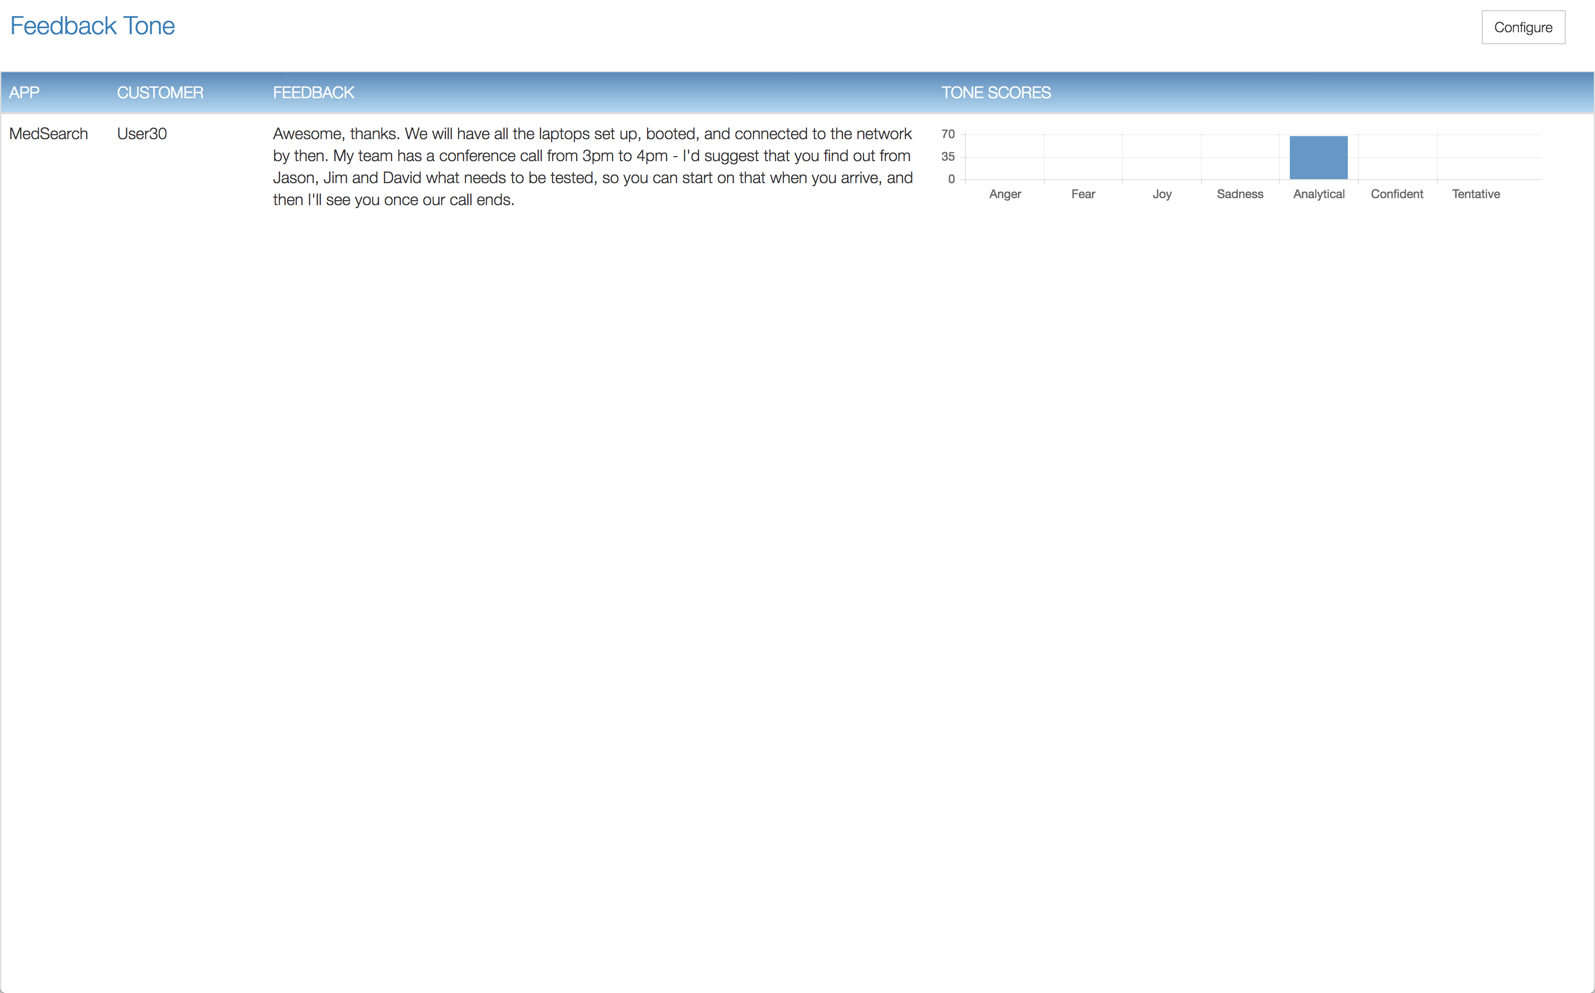 Feedback Tone
Configure
APP CUSTOMER FEEDBACK TONE SCORES
MedSearch User30
Awesome, thanks. We will have all the laptops set up, booted, and connected to the network
by then. My team has a conference call from 3pm to 4pm - I'd suggest that you find out from
Jason, Jim and David what needs to be tested, so you can start on that when you arrive, and
then I'll see you once our call ends.
70
35
0
Anger Fear Joy Sadness Analytical Confident Tentative